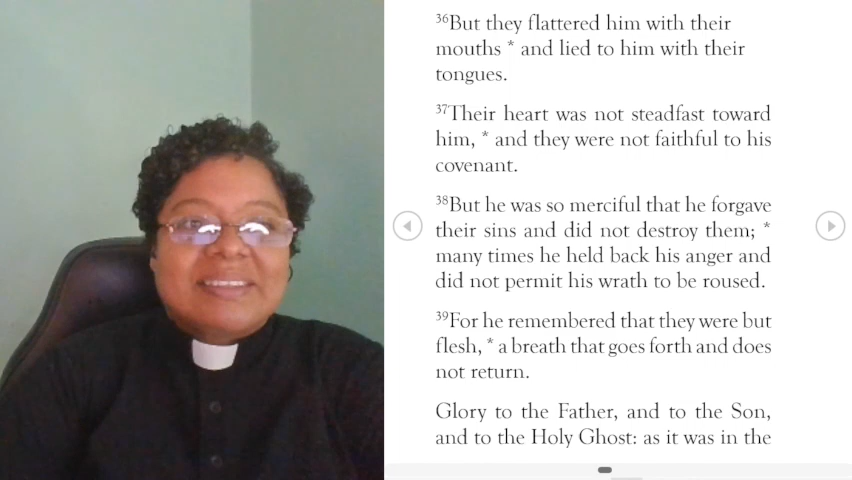 36But they flattered him with their
mouths * and lied to him with their
tongues.
37Their heart was not steadfast toward
him, * and they were not faithful to his
covenant.
38But he was so merciful that he forgave
their sins and did not destroy them; *
many times he held back his anger and
did not permit his wrath to be roused.
39For he remembered that they were but
flesh, * a breath that goes forth and does
not return.
Glory to the Father, and to the Son,
and to the Holy Ghost: as it was in the